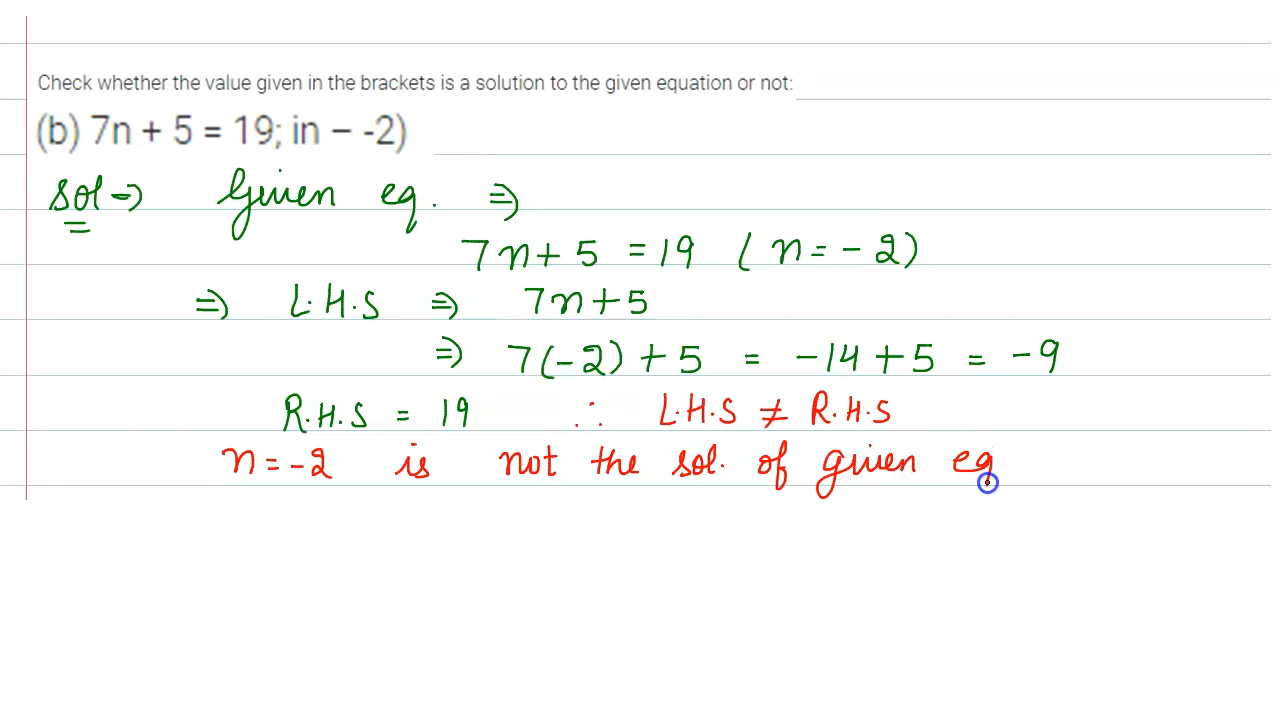 Check whether the value given in the brackets is a solution to the given equation or not:
(b) 7n + 5 = 19; in – -2)
Sol ⇒ Given eq. ⇒
7n + 5 = 19 ( n = - 2)
⇒ L.H.S ⇒ 7n + 5
⇒ 7(-2) + 5 = -14 + 5 = -9
R.H.S = 19 ∴ L.H.S ≠ R.H.S
n = -2 is not the sol. of given eq